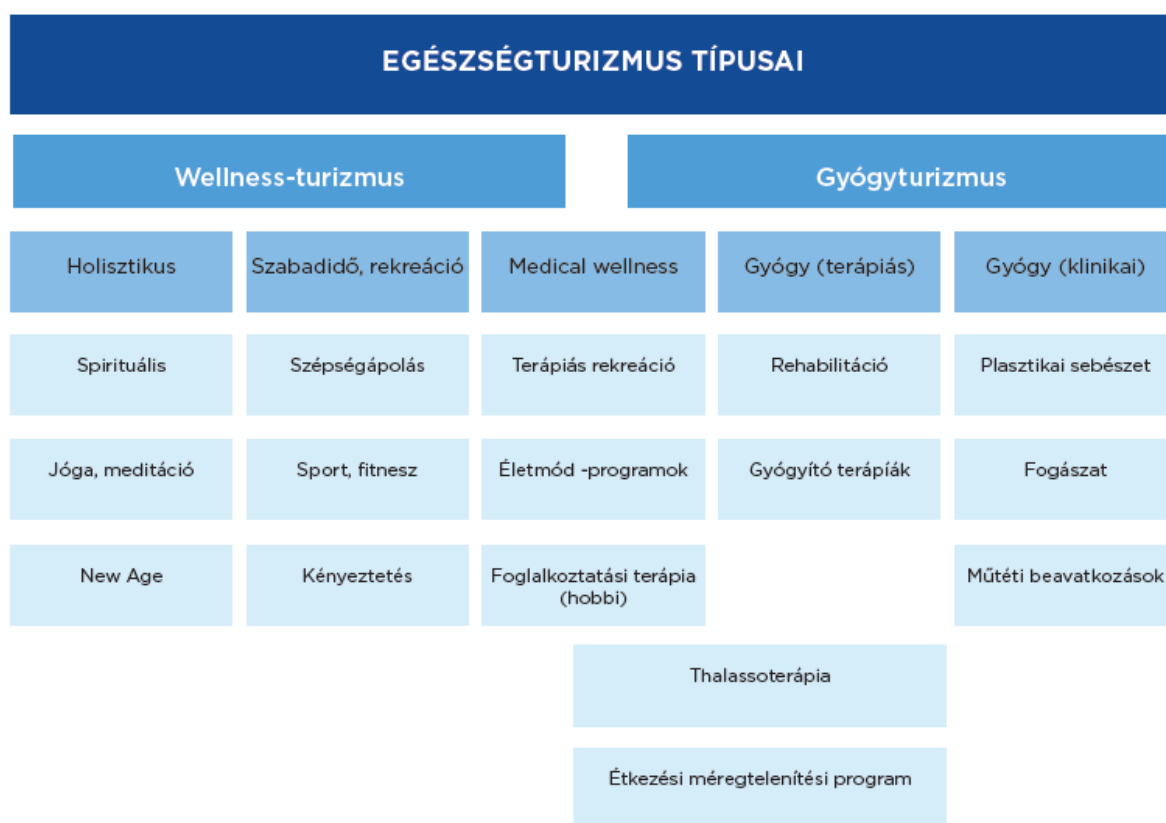 EGÉSZSÉGTURIZMUS TÍPUSAI
Wellness-turizmus
Gyógyturizmus
Holisztikus
Szabadidő, rekreáció
Medical wellness
Gyógy (terápiás)
Gyógy (klinikai)
Spirituális
Szépségápolás
Terápiás rekreáció
Rehabilitáció
Plasztikai sebészet
Jóga, meditáció
Sport, fitnesz
Életmód -programok
Gyógyító terápíák
Fogászat
New Age
Kényeztetés
Foglalkoztatási terápia
(hobbi)
Műtéti beavatkozások
Thalassoterápia
Étkezési méregtelenítési program